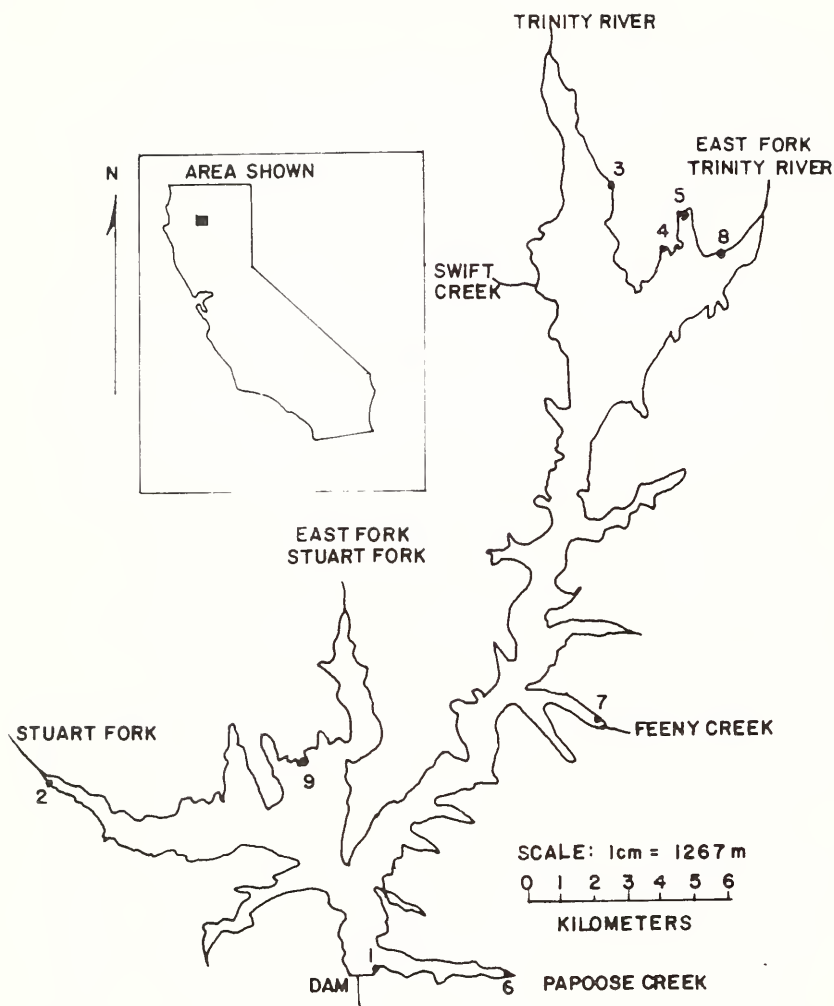 TRINITY RIVER
N
AREA SHOWN
EAST FORK
TRINITY RIVER
3
5
4
8
SWIFT
CREEK
EAST FORK
STUART FORK
7
STUART FORK
FEENY CREEK
9
2
SCALE: 1cm = 1267 m
0 1 2 3 4 5 6
KILOMETERS
1
DAM
6
PAPOOSE CREEK